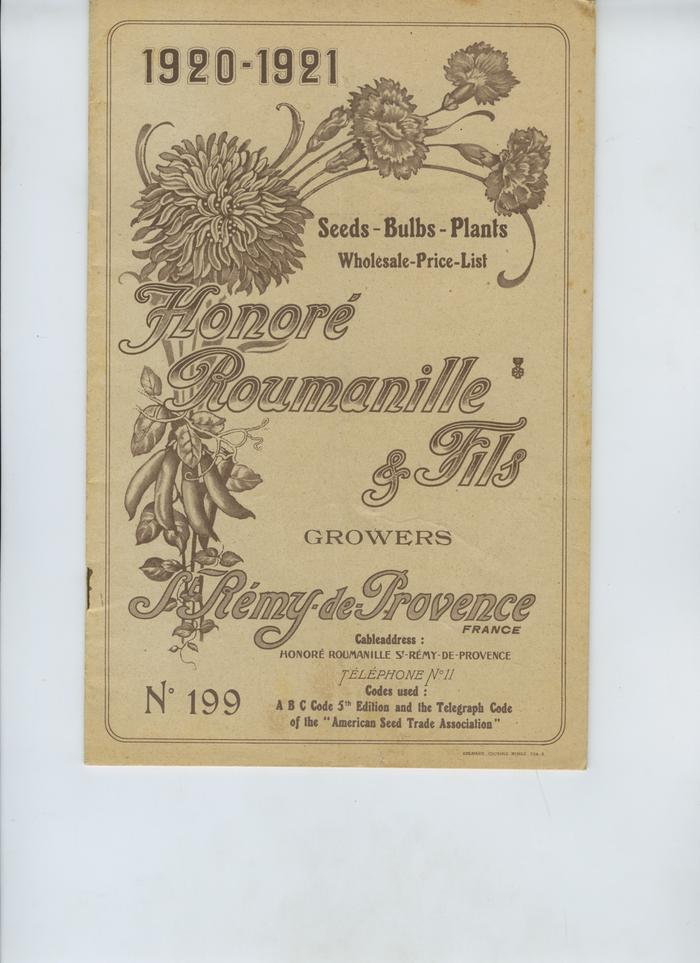 1920-1921
Seeds - Bulbs - Plants
Wholesale-Price-List
Honoré
Roumanille
& Fils
GROWERS
St Rémy-de-Provence
FRANCE
Cableaddress :
HONORÉ ROUMANILLE St-RÉMY-DE-PROVENCE
TÉLÉPHONE N° 11
Codes used :
N° 199
A B C Code 5th Edition and the Telegraph Code
of the "American Seed Trade Association"